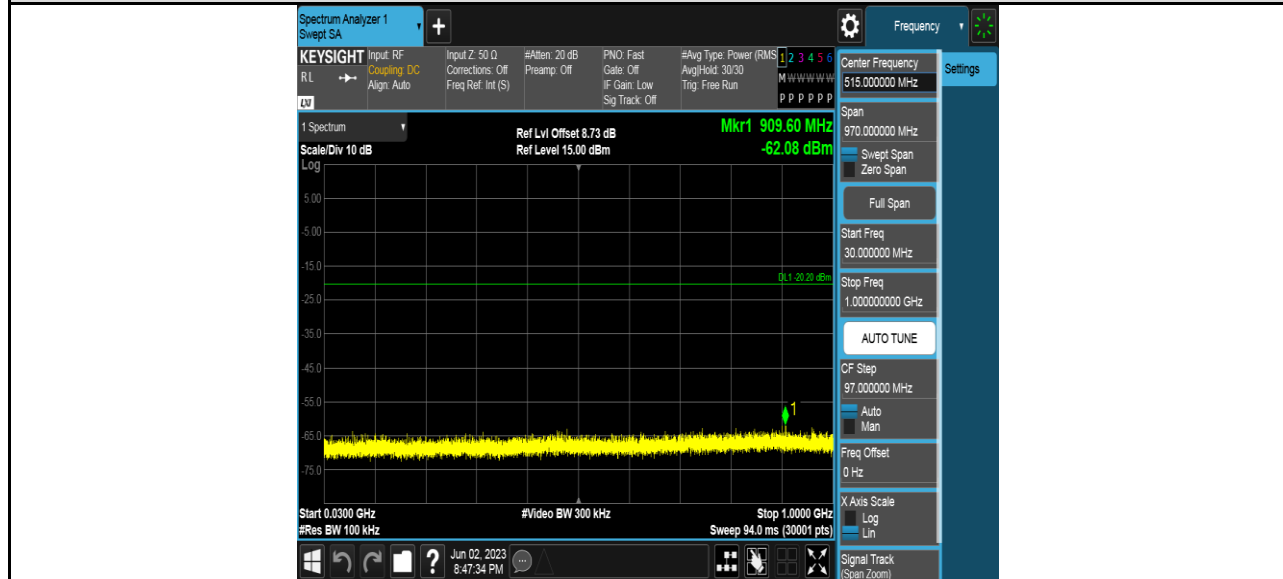 Spectrum Analyzer 1
Swept SA
+
Frequency
KEYSIGHT
RL
LXI
Input: RF
Coupling: DC
Align: Auto
Input Z: 50 Ω
Corrections: Off
Freq Ref: Int (S)
#Atten: 20 dB
Preamp: Off
PNO: Fast
Gate: Off
IF Gain: Low
Sig Track: Off
#Avg Type: Power (RMS
Avg|Hold: 30/30
Trig: Free Run
1 2 3 4 5 6
M W W W W W
P P P P P P
1 Spectrum
Scale/Div 10 dB
Log
Ref Lvl Offset 8.73 dB
Ref Level 15.00 dBm
Mkr1 909.60 MHz
-62.08 dBm
5.00
-5.00
-15.0
DL1 -20.20 dBm
-25.0
-35.0
-45.0
-55.0
1
-65.0
-75.0
Start 0.0300 GHz
#Res BW 100 kHz
#Video BW 300 kHz
Stop 1.0000 GHz
Sweep 94.0 ms (30001 pts)
?
Jun 02, 2023
8:47:34 PM
Center Frequency
515.000000 MHz
Span
970.000000 MHz
Swept Span
Zero Span
Full Span
Start Freq
30.000000 MHz
Stop Freq
1.000000000 GHz
AUTO TUNE
CF Step
97.000000 MHz
Auto
Man
Freq Offset
0 Hz
X Axis Scale
Log
Lin
Signal Track
(Span Zoom)
Settings